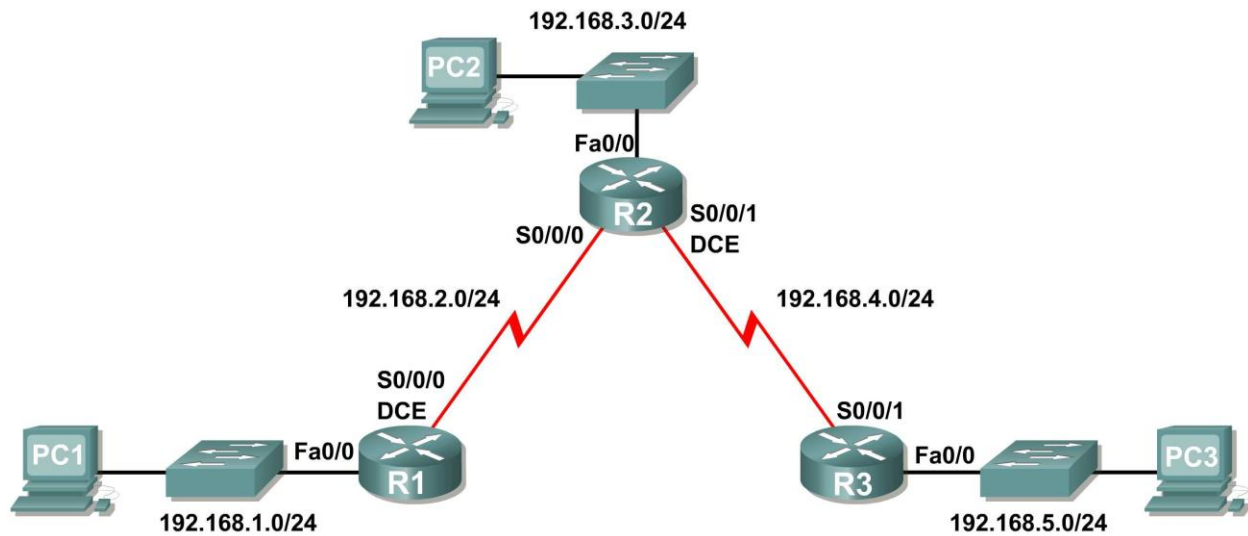 192.168.3.0/24
PC2
Fa0/0
R2
S0/0/0
S0/0/1
DCE
192.168.2.0/24
192.168.4.0/24
S0/0/0
DCE
S0/0/1
PC1
Fa0/0
R1
R3
Fa0/0
PC3
192.168.1.0/24
192.168.5.0/24